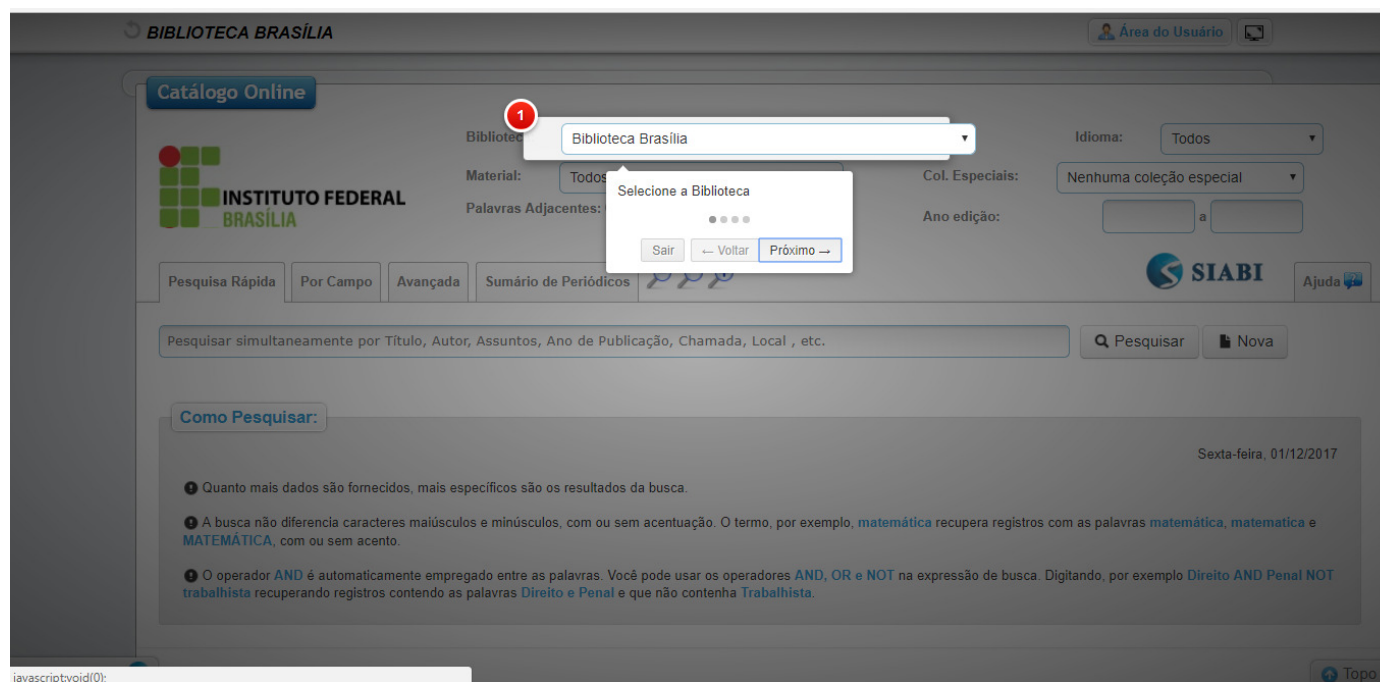 BIBLIOTECA BRASÍLIA
Área do Usuário
Catálogo Online
1
Biblioteca Brasília
Idioma:
Todos
Material:
Col. Especiais:
Nenhuma coleção especial
Selecione a Biblioteca
INSTITUTO FEDERAL
BRASÍLIA
Palavras Adjacentes:
Ano edição:
a
Sair
← Voltar
Próximo →
SIABI
Pesquisa Rápida
Por Campo
Avançada
Sumário de Periódicos
Ajuda
Pesquisar simultaneamente por Título, Autor, Assuntos, Ano de Publicação, Chamada, Local , etc.
Pesquisar
Nova
Como Pesquisar:
Sexta-feira, 01/12/2017
Quanto mais dados são fornecidos, mais específicos são os resultados da busca.
A busca não diferencia caracteres maiúsculos e minúsculos, com ou sem acentuação. O termo, por exemplo, matemática recupera registros com as palavras matemática, matematica e
MATEMÁTICA, com ou sem acento.
O operador AND é automaticamente empregado entre as palavras. Você pode usar os operadores AND, OR e NOT na expressão de busca. Digitando, por exemplo Direito AND Penal NOT
trabalhista recuperando registros contendo as palavras Direito e Penal e que não contenha Trabalhista.
Topo
javascript:void(0);